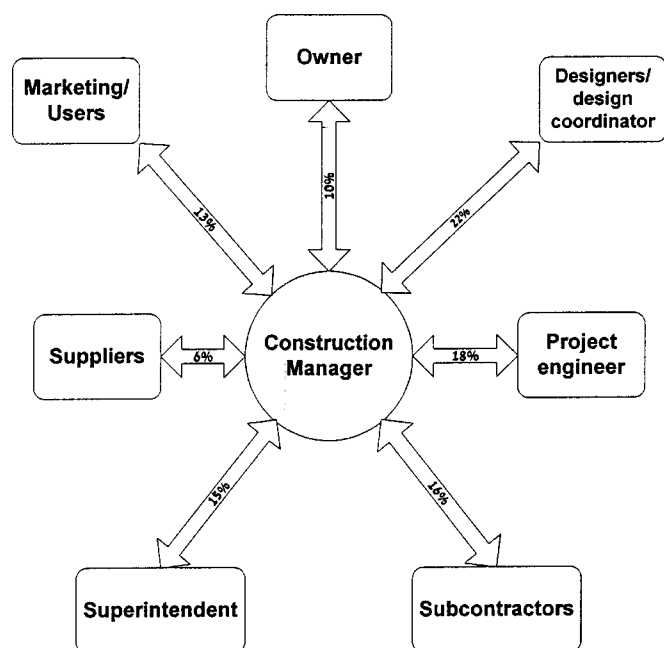 Owner
Marketing/
Users
Designers/
design
coordinator
13%
10%
22%
Suppliers
6%
Construction
Manager
18%
Project
engineer
15%
16%
Superintendent
Subcontractors